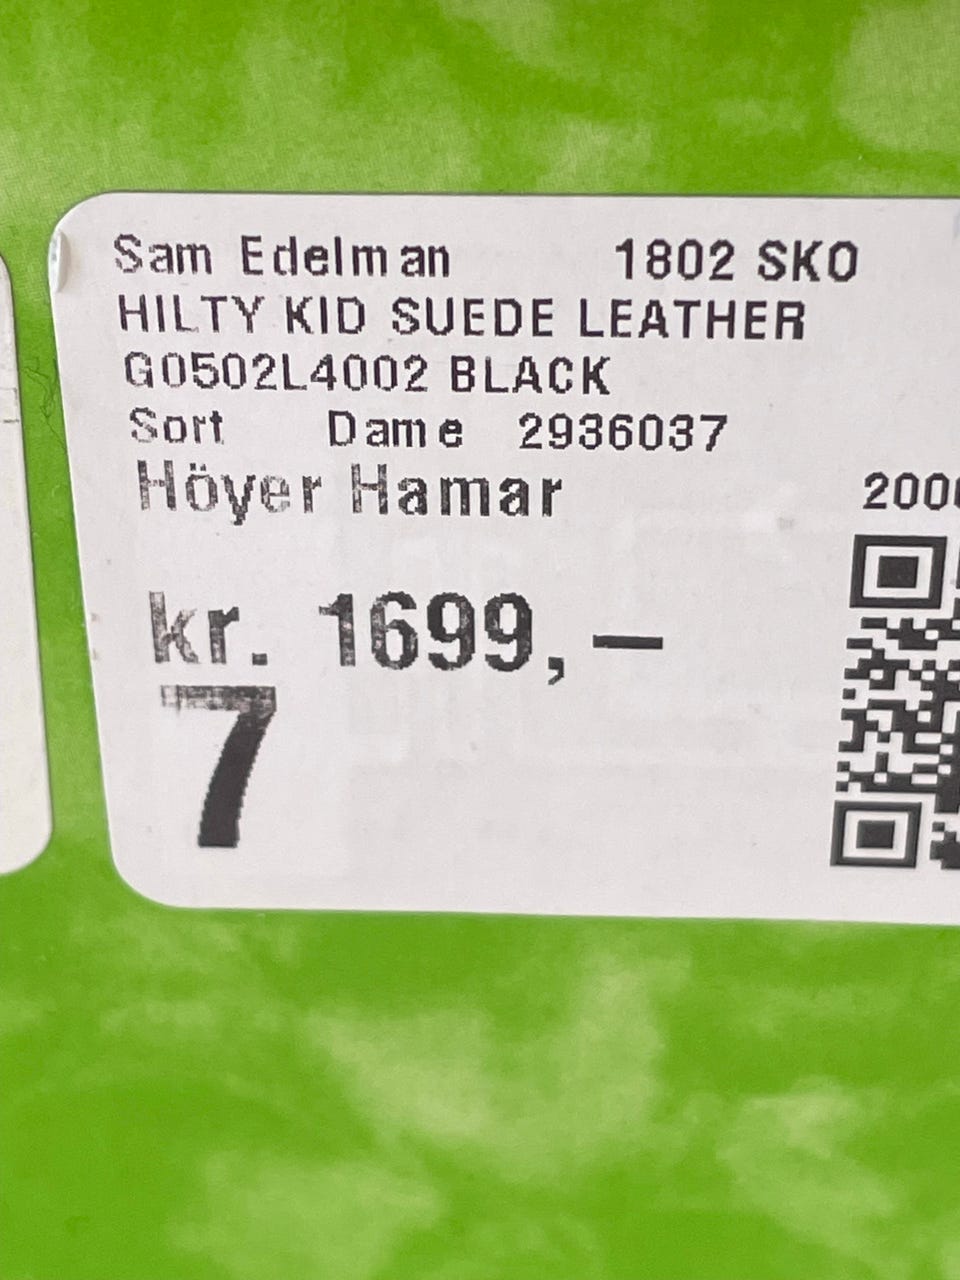 Sam Edelman 1802 SKO
HILTY KID SUEDE LEATHER
G0502L4002 BLACK
Sort Dame 2936037
Höyer Hamar
kr. 1699,-
7